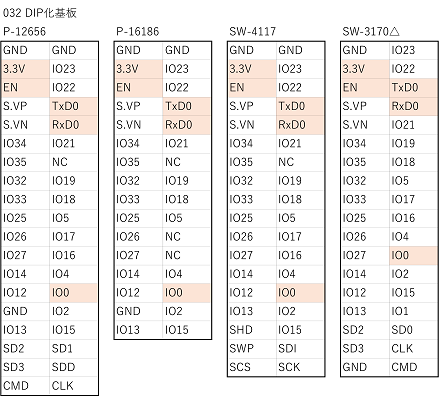 032 DIP化基板
P-12656 P-16186 SW-4117 SW-3170△
GND GND GND GND GND GND GND IO23
3.3V IO23 3.3V IO23 3.3V IO23 3.3V IO22
EN IO22 EN IO22 EN IO22 EN TxD0
S.VP TxD0 S.VP TxD0 S.VP TxD0 S.VP RxD0
S.VN RxD0 S.VN RxD0 S.VN RxD0 S.VN IO21
IO34 IO21 IO34 IO21 IO34 IO21 IO34 IO19
IO35 NC IO35 NC IO35 NC IO35 IO18
IO32 IO19 IO32 IO19 IO32 IO19 IO32 IO5
IO33 IO18 IO33 IO18 IO33 IO18 IO33 IO17
IO25 IO5 IO25 IO5 IO25 IO5 IO25 IO16
IO26 IO17 IO26 NC IO26 IO17 IO26 IO4
IO27 IO16 IO27 NC IO27 IO16 IO27 IO0
IO14 IO4 IO14 IO4 IO14 IO4 IO14 IO2
IO12 IO0 IO12 IO0 IO12 IO0 IO12 IO15
GND IO2 GND IO2 IO13 IO2 IO13 IO1
IO13 IO15 IO13 IO15 SHD IO15 SD2 SD0
SD2 SD1 SWP SDI SD3 CLK
SD3 SDD SCS SCK GND CMD
CMD CLK